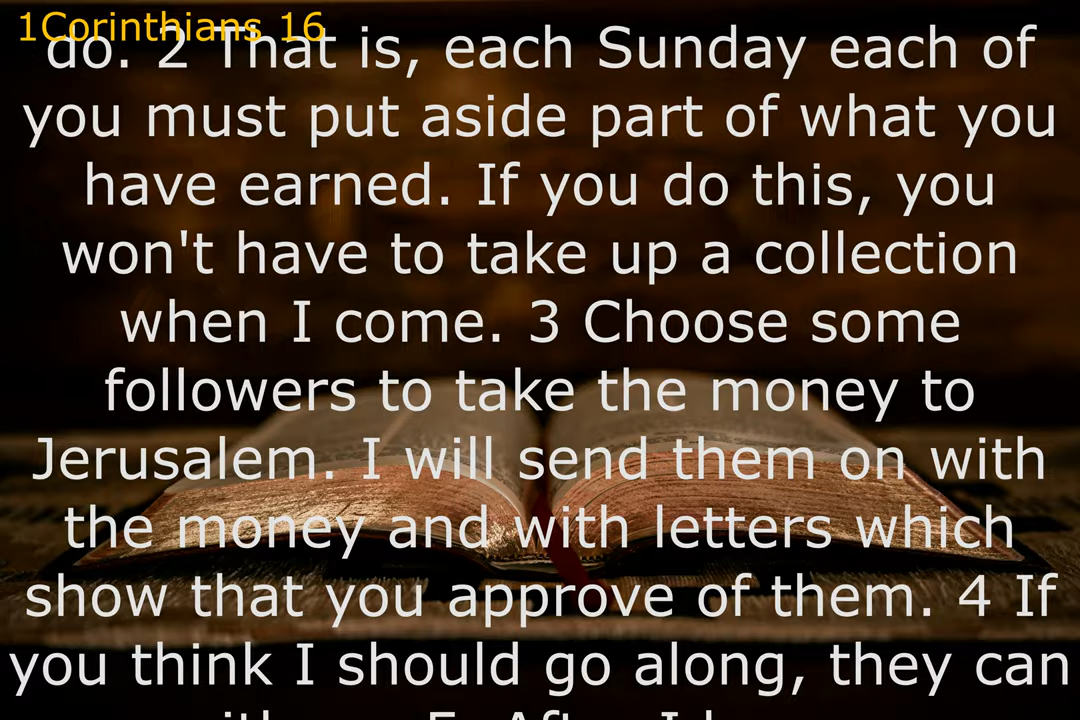 1Corinthians 16
do. 2 That is, each Sunday each of
you must put aside part of what you
have earned. If you do this, you
won't have to take up a collection
when I come. 3 Choose some
followers to take the money to
Jerusalem. I will send them on with
the money and with letters which
show that you approve of them. 4 If
you think I should go along, they can